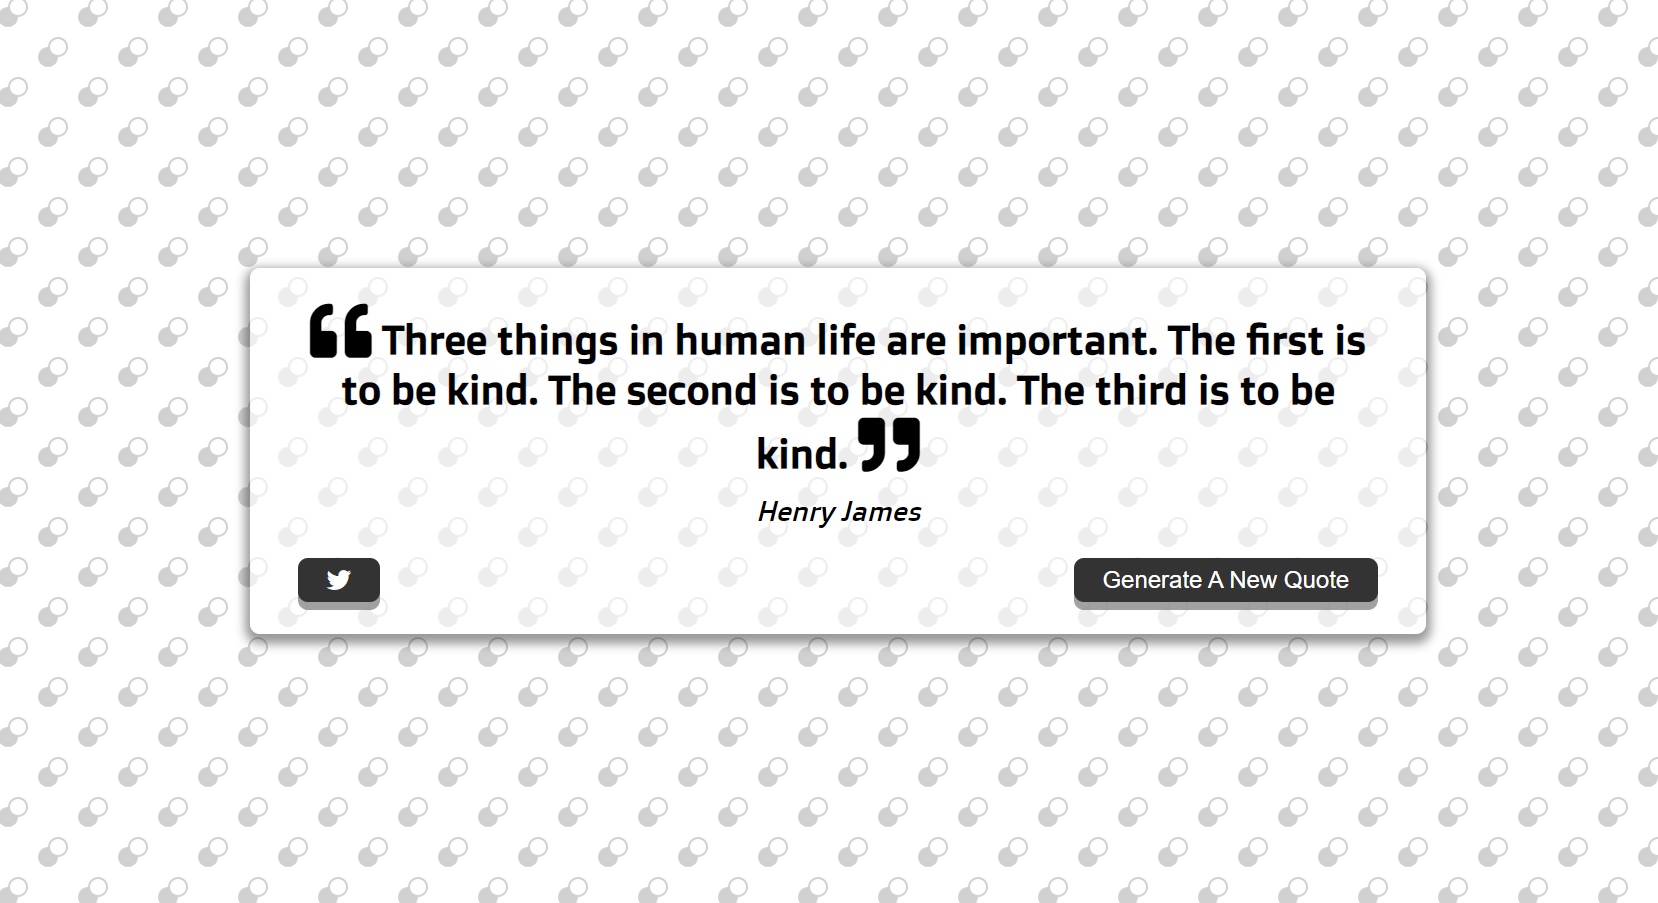 “ Three things in human life are important. The first is
to be kind. The second is to be kind. The third is to be
kind. ”
Henry James
Generate A New Quote